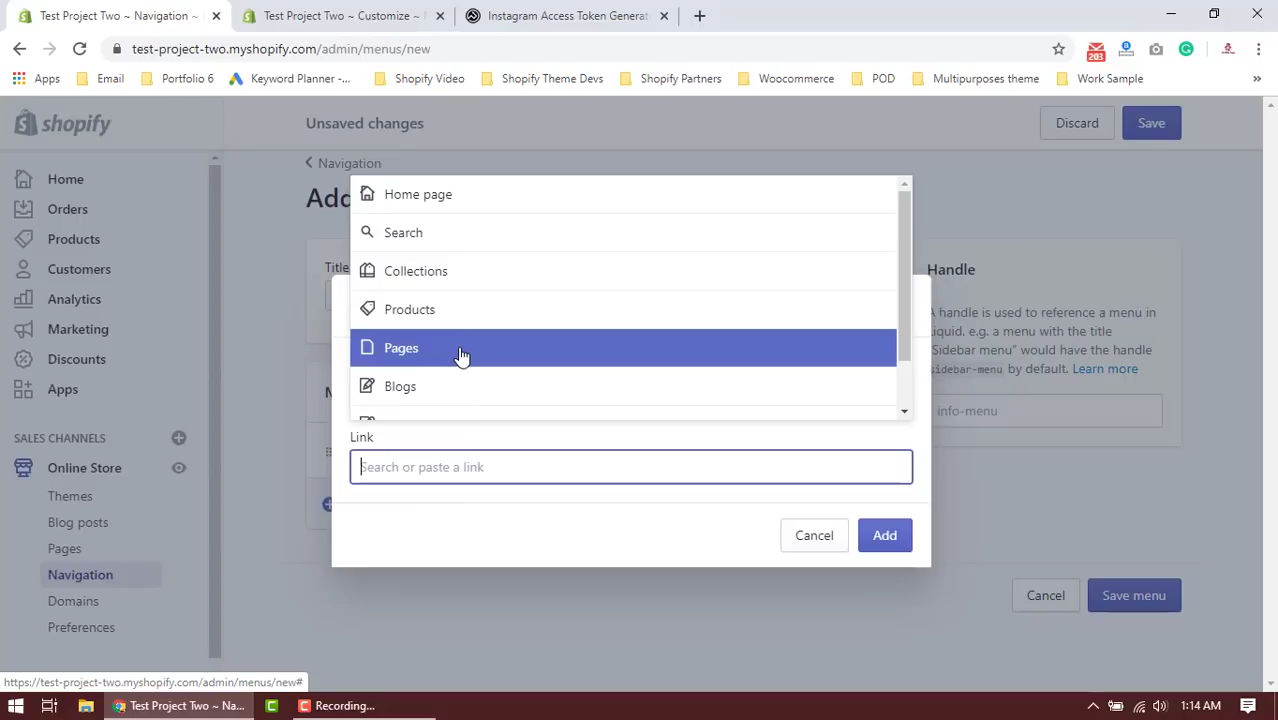 Test Project Two ~ Navigation ~
Test Project Two ~ Customize ~
Instagram Access Token Generat
test-project-two.myshopify.com/admin/menus/new
203
Apps
Email
Portfolio 6
Keyword Planner -...
Shopify Video
Shopify Theme Devs
Shopify Partners
Woocommerce
POD
Multipurposes theme
Work Sample
»
shopify
Unsaved changes
Discard
Save
Home
Orders
Products
Customers
Analytics
Marketing
Discounts
Apps
SALES CHANNELS
Online Store
Themes
Blog posts
Pages
Navigation
Domains
Preferences
Navigation
Add
Title
Home page
Search
Collections
Products
Pages
Blogs
Link
Search or paste a link
Cancel
Add
Handle
A handle is used to reference a menu in
Liquid. e.g. a menu with the title
"Sidebar menu" would have the handle
sidebar-menu by default. Learn more
info-menu
Cancel
Save menu
https://test-project-two.myshopify.com/admin/menus/new#
Test Project Two ~ Na...
Recording...
1:14 AM